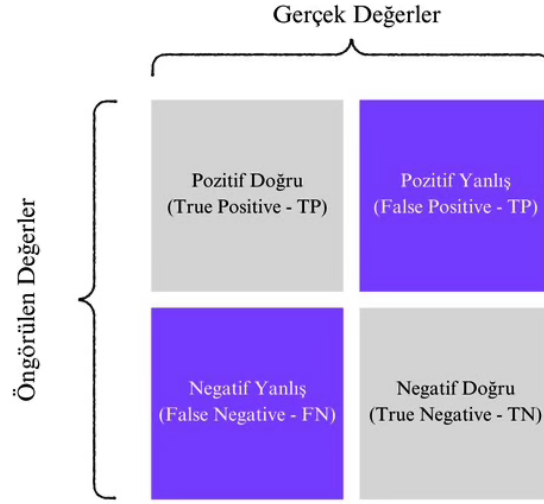 Gerçek Değerler
Öngörülen Değerler
Pozitif Doğru
(True Positive - TP)
Pozitif Yanlış
(False Positive - TP)
Negatif Yanlış
(False Negative - FN)
Negatif Doğru
(True Negative - TN)